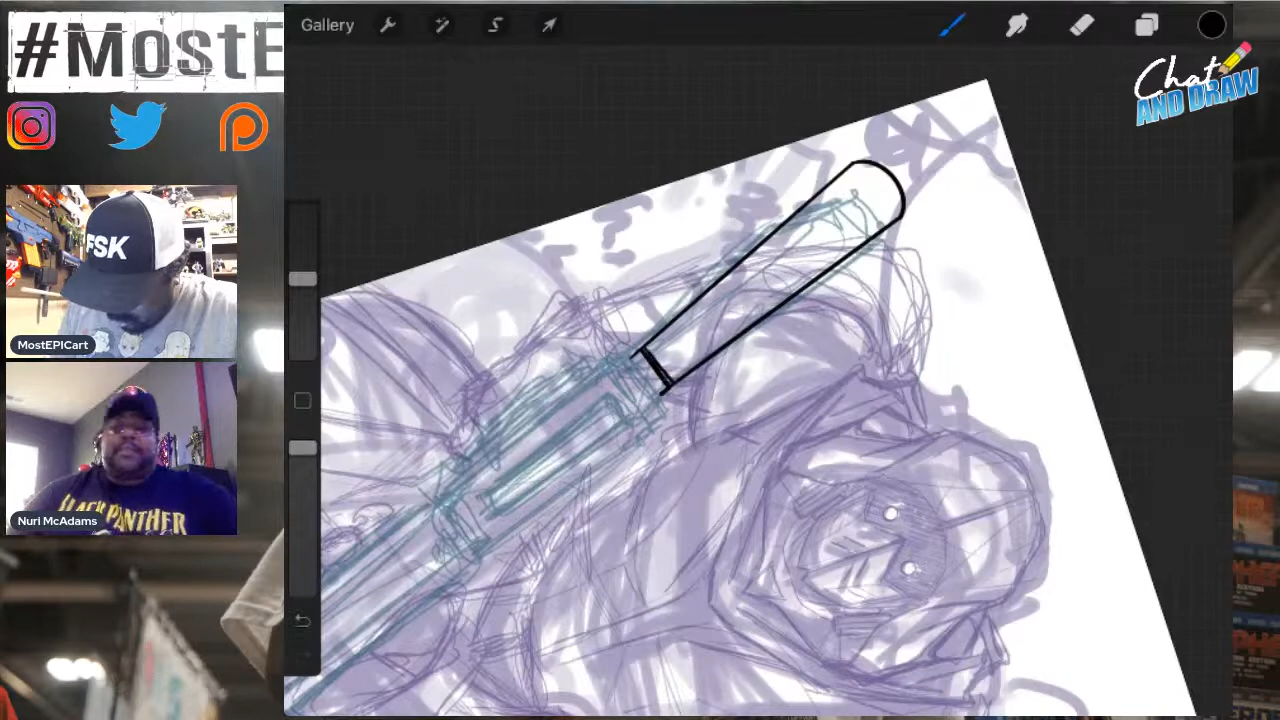 #MostE
Gallery
Chat
AND DRAW
FSK
MostEPICart
BLACK PANTHER
Nuri McAdams